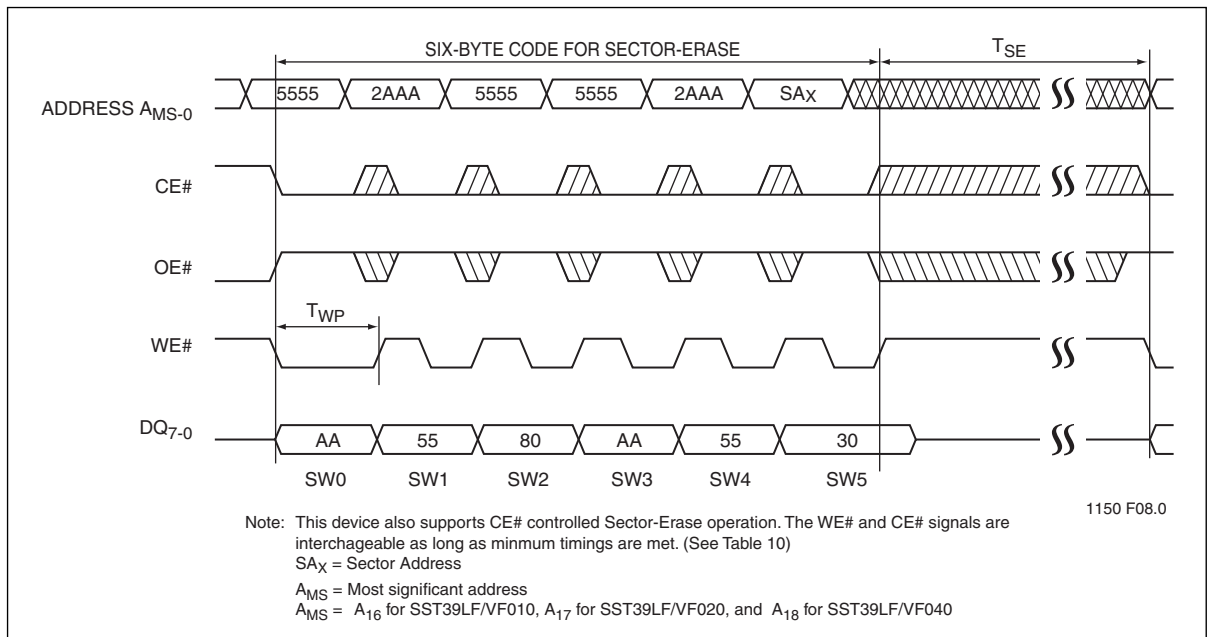 SIX-BYTE CODE FOR SECTOR-ERASE TSE
ADDRESS AMS-0 5555 2AAA 5555 5555 2AAA SAX
CE#
OE#
TWP
WE#
DQ7-0 AA 55 80 AA 55 30
SW0 SW1 SW2 SW3 SW4 SW5
1150 F08.0
Note: This device also supports CE# controlled Sector-Erase operation. The WE# and CE# signals are
interchageable as long as minmum timings are met. (See Table 10)
SAX = Sector Address
AMS = Most significant address
AMS = A16 for SST39LF/VF010, A17 for SST39LF/VF020, and A18 for SST39LF/VF040